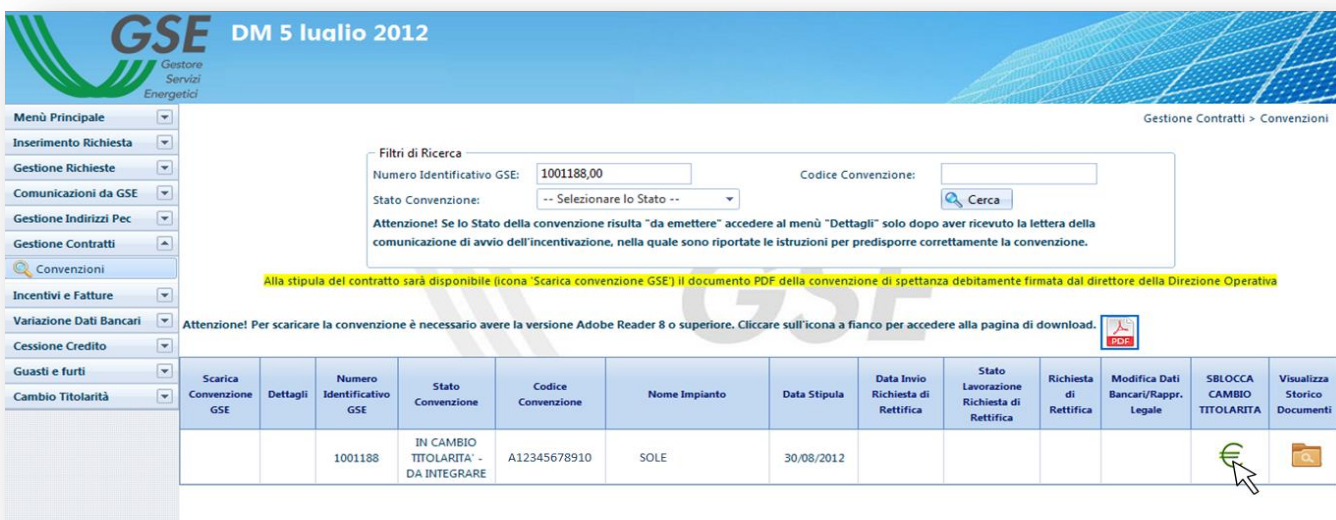 GSE
Gestore
Servizi
Energetici
DM 5 luglio 2012
Menù Principale
Inserimento Richiesta
Gestione Richieste
Comunicazioni da GSE
Gestione Indirizzi Pec
Gestione Contratti
Convenzioni
Incentivi e Fatture
Variazione Dati Bancari
Cessione Credito
Guasti e furti
Cambio Titolarità
Gestione Contratti > Convenzioni
Filtri di Ricerca
Numero Identificativo GSE: 1001188,00 Codice Convenzione:
Stato Convenzione: -- Selezionare lo Stato -- Cerca
Attenzione! Se lo Stato della convenzione risulta "da emettere" accedere al menù "Dettagli" solo dopo aver ricevuto la lettera della
comunicazione di avvio dell'incentivazione, nella quale sono riportate le istruzioni per predisporre correttamente la convenzione.
GSE
Alla stipula del contratto sarà disponibile (icona 'Scarica convenzione GSE') il documento PDF della convenzione di spettanza debitamente firmata dal direttore della Direzione Operativa
Attenzione! Per scaricare la convenzione è necessario avere la versione Adobe Reader 8 o superiore. Cliccare sull'icona a fianco per accedere alla pagina di download.
PDF
Scarica
Convenzione
GSE
Dettagli
Numero
Identificativo
GSE
Stato
Convenzione
Codice
Convenzione
Nome Impianto
Data Stipula
Data Invio
Richiesta di
Rettifica
Stato
Lavorazione
Richiesta di
Rettifica
Richiesta
di
Rettifica
Modifica Dati
Bancari/Rappr.
Legale
SBLOCCA
CAMBIO
TITOLARITA
Visualizza
Storico
Documenti
1001188
IN CAMBIO
TITOLARITA' -
DA INTEGRARE
A12345678910
SOLE
30/08/2012
€